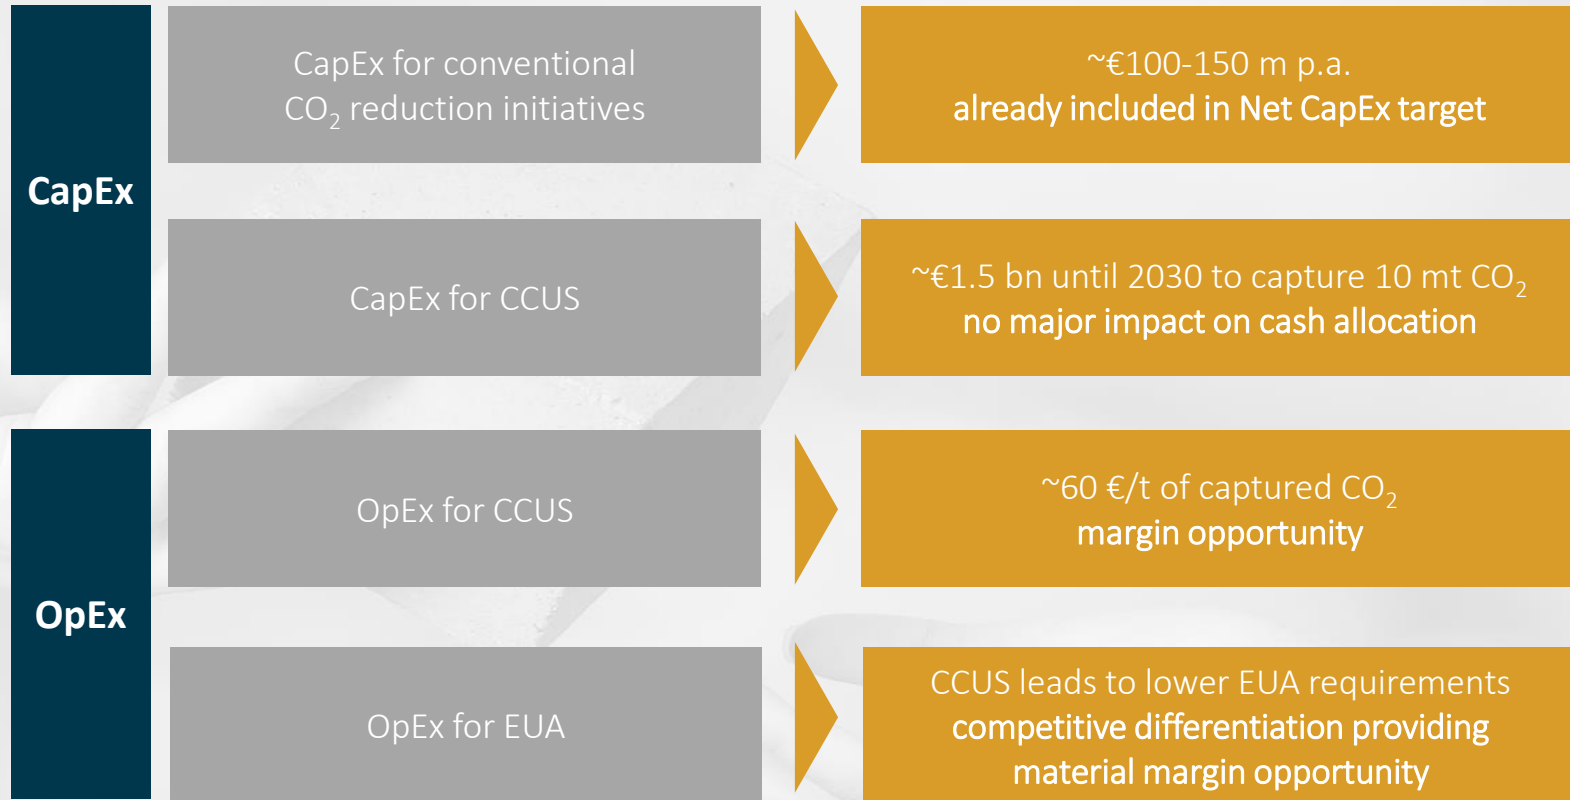 CapEx
CapEx for conventional
CO₂ reduction initiatives
~€100-150 m p.a.
already included in Net CapEx target
CapEx for CCUS
~€1.5 bn until 2030 to capture 10 mt CO₂
no major impact on cash allocation
OpEx
OpEx for CCUS
~60 €/t of captured CO₂
margin opportunity
OpEx for EUA
CCUS leads to lower EUA requirements
competitive differentiation providing
material margin opportunity